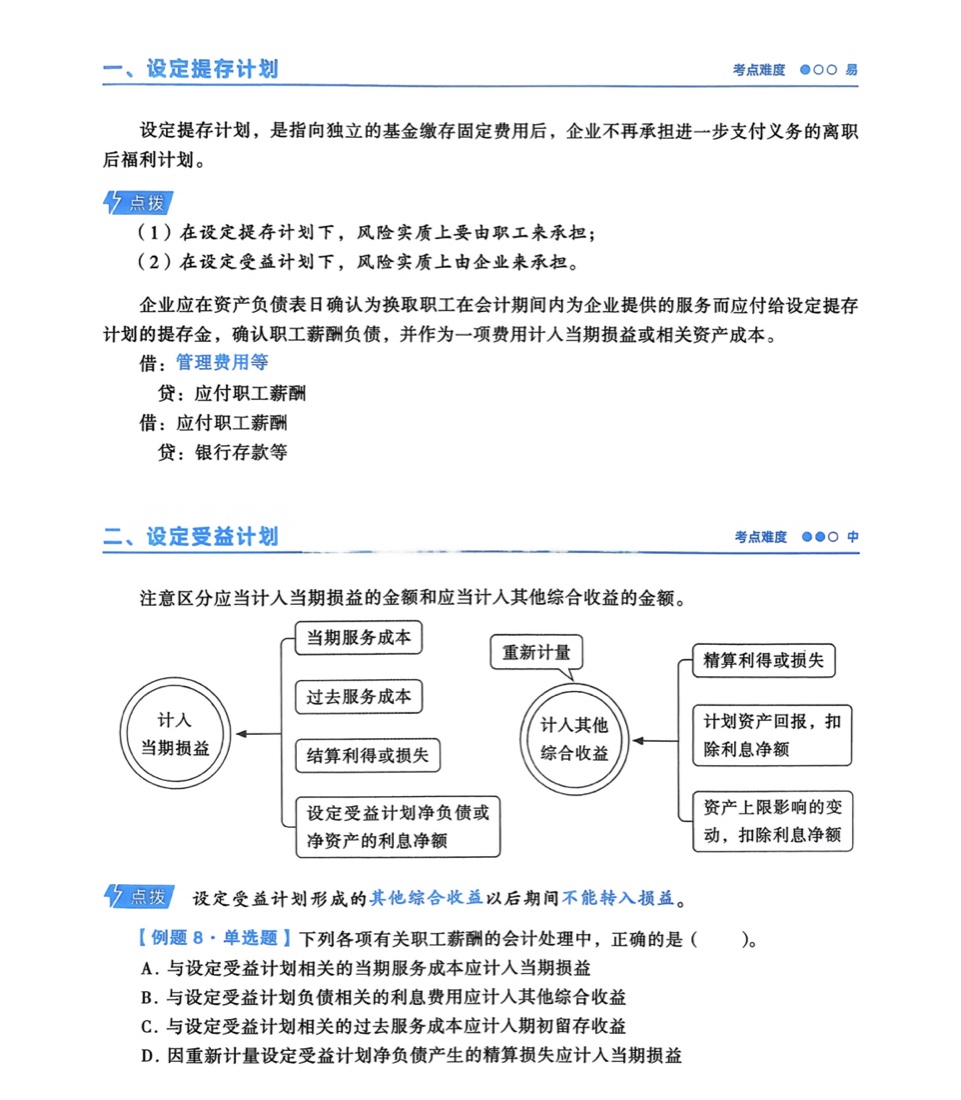 一、设定提存计划
考点难度 ●○○ 易
设定提存计划，是指向独立的基金缴存固定费用后，企业不再承担进一步支付义务的离职
后福利计划。
点拨
（1）在设定提存计划下，风险实质上要由职工来承担；
（2）在设定受益计划下，风险实质上由企业来承担。
企业应在资产负债表日确认为换取职工在会计期间内为企业提供的服务而应付给设定提存
计划的提存金，确认职工薪酬负债，并作为一项费用计入当期损益或相关资产成本。
借：管理费用等
贷：应付职工薪酬
借：应付职工薪酬
贷：银行存款等
二、设定受益计划
考点难度 ●●○ 中
注意区分应当计入当期损益的金额和应当计入其他综合收益的金额。
计入
当期损益
当期服务成本
过去服务成本
结算利得或损失
设定受益计划净负债或
净资产的利息净额
重新计量
计入其他
综合收益
精算利得或损失
计划资产回报，扣
除利息净额
资产上限影响的变
动，扣除利息净额
点拨 设定受益计划形成的其他综合收益以后期间不能转入损益。
【例题 8·单选题】下列各项有关职工薪酬的会计处理中，正确的是（ ）。
A. 与设定受益计划相关的当期服务成本应计入当期损益
B. 与设定受益计划负债相关的利息费用应计入其他综合收益
C. 与设定受益计划相关的过去服务成本应计入期初留存收益
D. 因重新计量设定受益计划净负债产生的精算损失应计入当期损益